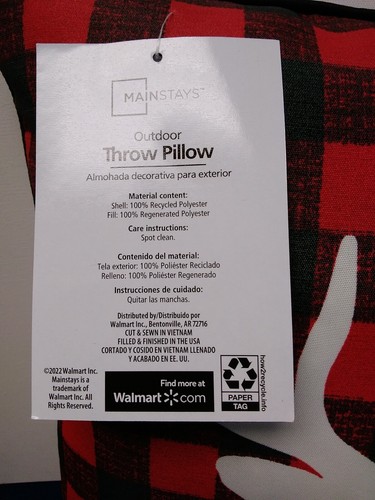 MAINSTAYS™
Outdoor
Throw Pillow
Almohada decorativa para exterior
Material content:
Shell: 100% Recycled Polyester
Fill: 100% Regenerated Polyester
Care instructions:
Spot clean.
Contenido del material:
Tela exterior: 100% Poliéster Reciclado
Relleno: 100% Poliéster Regenerado
Instrucciones de cuidado:
Quitar las manchas.
Distributed by/Distribuido por
Walmart Inc., Bentonville, AR 72716
CUT & SEWN IN VIETNAM
FILLED & FINISHED IN THE USA
CORTADO Y COSIDO EN VIETNAM LLENADO
Y ACABADO EN EE. UU.
©2022 Walmart Inc.
Mainstays is a
trademark of
Walmart Inc. All
Rights Reserved.
Find more at
Walmart.com
PAPER
TAG
how2recycle.info